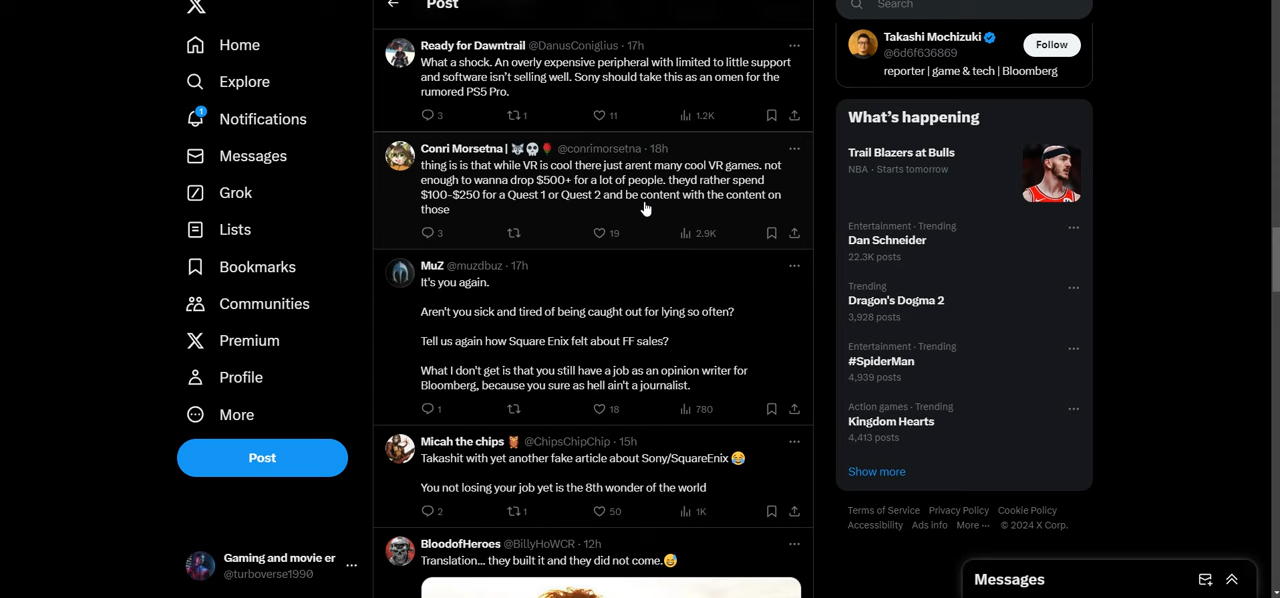 Post
Search
Home
Explore
1
Notifications
Messages
Grok
Lists
Bookmarks
Communities
Premium
Profile
More
Post
Gaming and movie er
@turboverse1990
Ready for Dawntrail @DanusConiglius · 17h
What a shock. An overly expensive peripheral with limited to little support
and software isn't selling well. Sony should take this as an omen for the
rumored PS5 Pro.
3 1 11 1.2K
Conri Morsetna | 🐺💀🌹 @conrimorsetna · 18h
thing is is that while VR is cool there just arent many cool VR games. not
enough to wanna drop $500+ for a lot of people. theyd rather spend
$100-$250 for a Quest 1 or Quest 2 and be content with the content on
those
3 19 2.9K
MuZ @muzdbuz · 17h
It's you again.
Aren't you sick and tired of being caught out for lying so often?
Tell us again how Square Enix felt about FF sales?
What I don't get is that you still have a job as an opinion writer for
Bloomberg, because you sure as hell ain't a journalist.
1 18 780
Micah the chips @ChipsChipChip · 15h
Takashit with yet another fake article about Sony/SquareEnix 😂
You not losing your job yet is the 8th wonder of the world
2 1 50 1K
BloodofHeroes @BillyHoWCR · 12h
Translation... they built it and they did not come.😅
Takashi Mochizuki
@6d6f636869
Follow
reporter | game & tech | Bloomberg
What's happening
Trail Blazers at Bulls
NBA · Starts tomorrow
Entertainment · Trending
Dan Schneider
22.3K posts
Trending
Dragon's Dogma 2
3,928 posts
Entertainment · Trending
#SpiderMan
4,939 posts
Action games · Trending
Kingdom Hearts
4,413 posts
Show more
Terms of Service Privacy Policy Cookie Policy
Accessibility Ads info More ··· © 2024 X Corp.
Messages